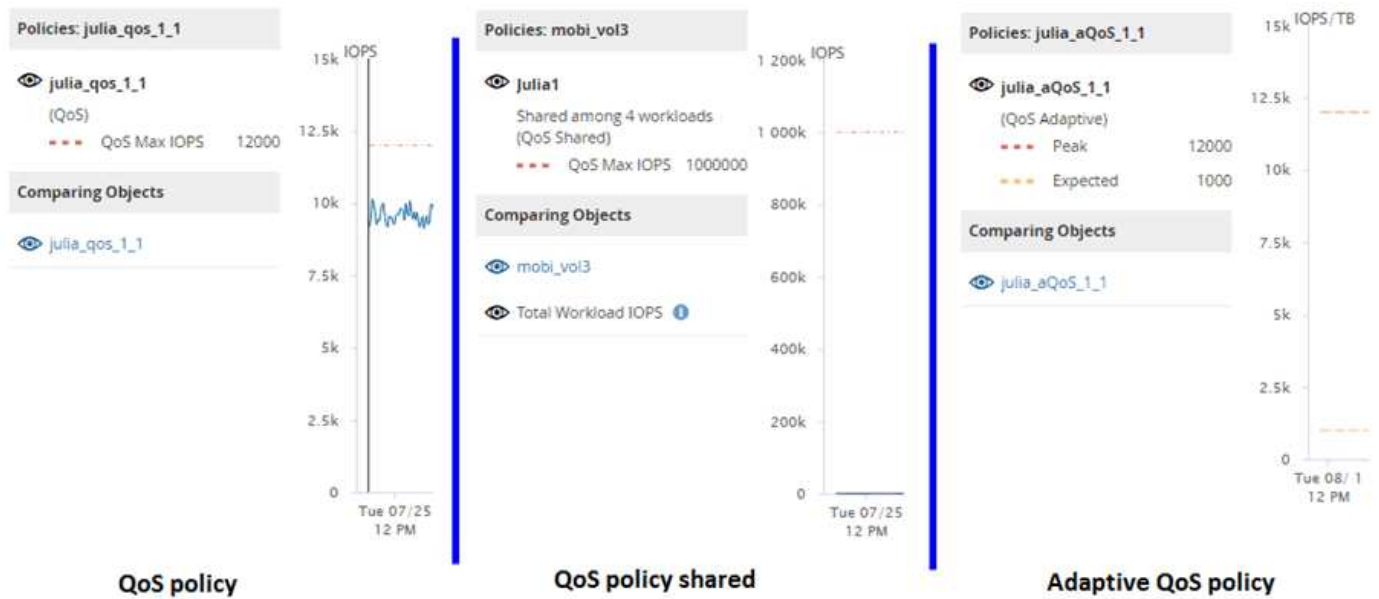 Policies: julia_qos_1_1
julia_qos_1_1
(QoS)
QoS Max IOPS 12000
Comparing Objects
julia_qos_1_1
IOPS
15k
12.5k
10k
7.5k
5k
2.5k
0
Tue 07/25
12 PM
QoS policy
Policies: mobi_vol3
Julia1
Shared among 4 workloads
(QoS Shared)
QoS Max IOPS 1000000
Comparing Objects
mobi_vol3
Total Workload IOPS i
IOPS
1 200k
1 000k
800k
600k
400k
200k
0
Tue 07/25
12 PM
QoS policy shared
Policies: julia_aQoS_1_1
julia_aQoS_1_1
(QoS Adaptive)
Peak 12000
Expected 1000
Comparing Objects
julia_aQoS_1_1
IOPS/TB
15k
12.5k
10k
7.5k
5k
2.5k
0
Tue 08/ 1
12 PM
Adaptive QoS policy